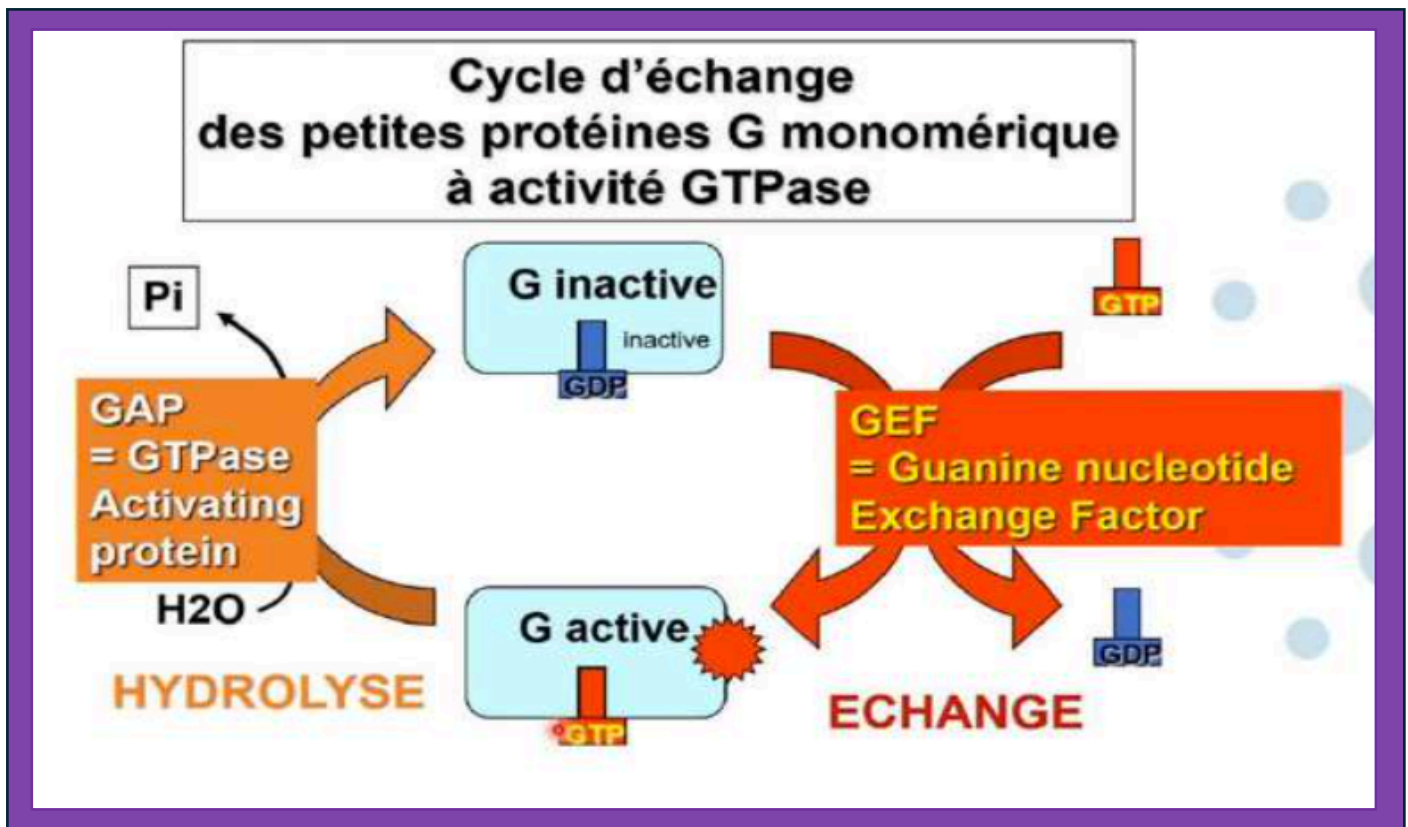 Cycle d'échange
des petites protéines G monomérique
à activité GTPase
Pi
G inactive
inactive
GDP
GTP
GAP
= GTPase
Activating
protein
H2O
HYDROLYSE
GEF
= Guanine nucleotide
Exchange Factor
G active
GTP
GDP
ECHANGE